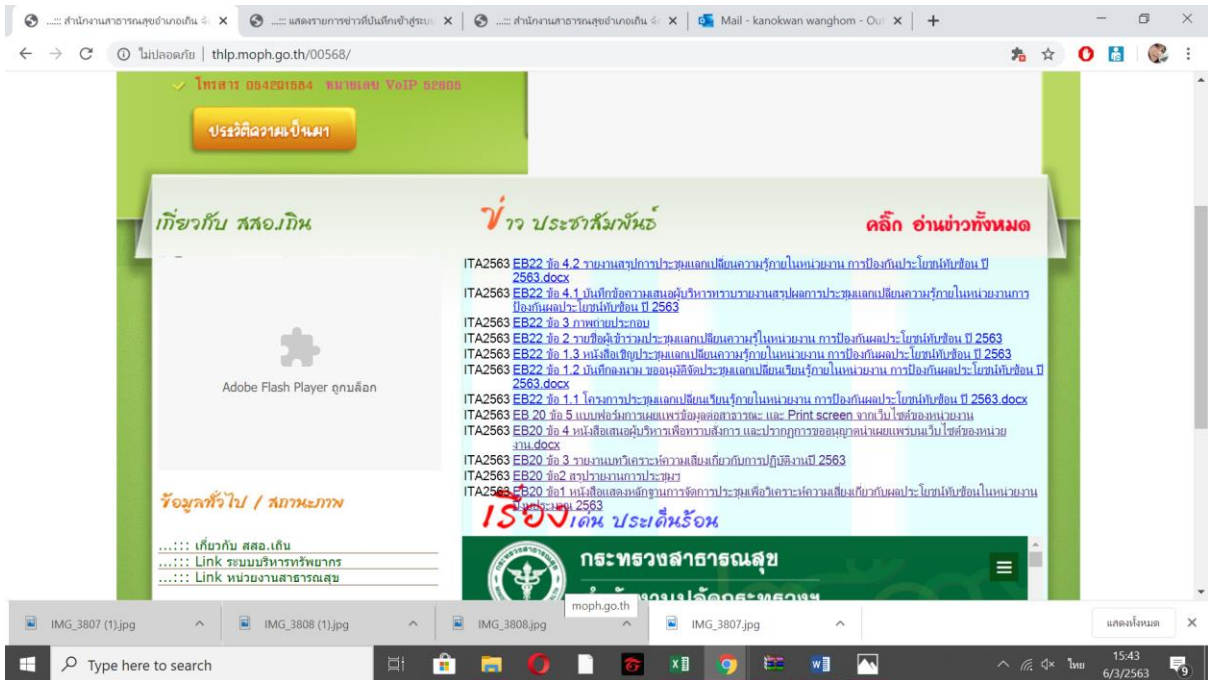 ...::: สำนักงานสาธารณสุขอำเภอเถิน จั
...::: แสดงรายการข่าวที่บันทึกเข้าสู่ระบบ
...::: สำนักงานสาธารณสุขอำเภอเถิน จั
Mail - kanokwan wanghom - Out
ไม่ปลอดภัย | thlp.moph.go.th/00568/
โทรสาร 054291584 หมายเลข VoIP 52605
ประวัติความเป็นมา
เกี่ยวกับ สสอ.เถิน
ข่าว ประชาสัมพันธ์
คลิ๊ก อ่านข่าวทั้งหมด
Adobe Flash Player ถูกบล็อก
ITA2563 EB22 ข้อ 4.2 รายงานสรุปการประชุมแลกเปลี่ยนความรู้ภายในหน่วยงาน การป้องกันประโยชน์ทับซ้อน ปี
2563.docx
ITA2563 EB22 ข้อ 4.1 บันทึกข้อความเสนอผู้บริหารทราบรายงานสรุปผลการประชุมแลกเปลี่ยนความรู้ภายในหน่วยงานการ
ป้องกันผลประโยชน์ทับซ้อน ปี 2563
ITA2563 EB22 ข้อ 3 ภาพถ่ายประกอบ
ITA2563 EB22 ข้อ 2 รายชื่อผู้เข้าร่วมประชุมแลกเปลี่ยนความรู้ในหน่วยงาน การป้องกันผลประโยชน์ทับซ้อน ปี 2563
ITA2563 EB22 ข้อ 1.3 หนังสือเชิญประชุมแลกเปลี่ยนความรู้ภายในหน่วยงาน การป้องกันผลประโยชน์ทับซ้อน ปี 2563
ITA2563 EB22 ข้อ 1.2 บันทึกลงนาม ขออนุมัติจัดประชุมแลกเปลี่ยนเรียนรู้ภายในหน่วยงาน การป้องกันผลประโยชน์ทับซ้อน ปี
2563.docx
ITA2563 EB22 ข้อ 1.1 โครงการประชุมแลกเปลี่ยนเรียนรู้ภายในหน่วยงาน การป้องกันผลประโยชน์ทับซ้อน ปี 2563.docx
ITA2563 EB 20 ข้อ 5 แบบฟอร์มการเผยแพร่ข้อมูลต่อสาธารณะ และ Print screen จากเว็บไซต์ของหน่วยงาน
ITA2563 EB20 ข้อ 4 หนังสือเสนอผู้บริหารเพื่อทราบสั่งการ และปรากฏการขออนุญาตนำเผยแพร่บนเว็บไซต์ของหน่วย
งาน.docx
ITA2563 EB20 ข้อ 3 รายงานบทวิเคราะห์ความเสี่ยงเกี่ยวกับการปฏิบัติงานปี 2563
ITA2563 EB20 ข้อ2 สรุปรายงานการประชุมฯ
ITA2563 EB20 ข้อ1 หนังสือแสดงหลักฐานการจัดการประชุมเพื่อวิเคราะห์ความเสี่ยงเกี่ยวกับผลประโยชน์ทับซ้อนในหน่วยงาน
ปีงบประมาณ 2563
ข้อมูลทั่วไป / สภานะภาพ
เรื่องเด่น ประเด็นร้อน
...::: เกี่ยวกับ สสอ.เถิน
...::: Link ระบบบริหารทรัพยากร
...::: Link หน่วยงานสาธารณสุข
กระทรวงสาธารณสุข
สำนักงานปลัดกระทรวงฯ
moph.go.th
IMG_3807 (1).jpg
IMG_3808 (1).jpg
IMG_3808.jpg
IMG_3807.jpg
แสดงทั้งหมด
Type here to search
ไทย
15:43
6/3/2563
9